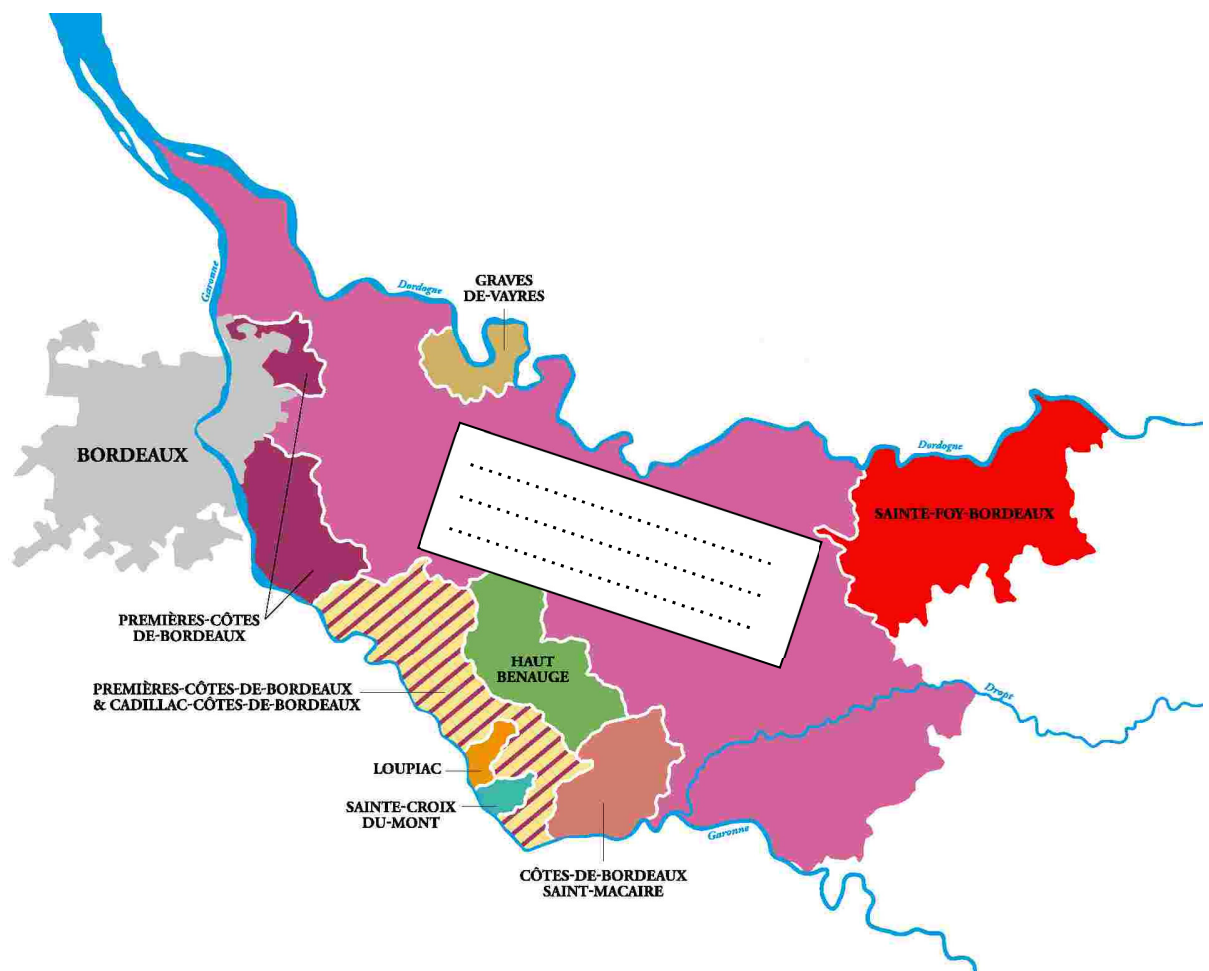 Garonne
Dordogne
GRAVES
DE-VAYRES
BORDEAUX
Dordogne
SAINTE-FOY-BORDEAUX
PREMIÈRES-CÔTES
DE-BORDEAUX
HAUT
BENAUGE
PREMIÈRES-CÔTES-DE-BORDEAUX
& CADILLAC-CÔTES-DE-BORDEAUX
Dropt
LOUPIAC
SAINTE-CROIX
DU-MONT
Garonne
CÔTES-DE-BORDEAUX
SAINT-MACAIRE